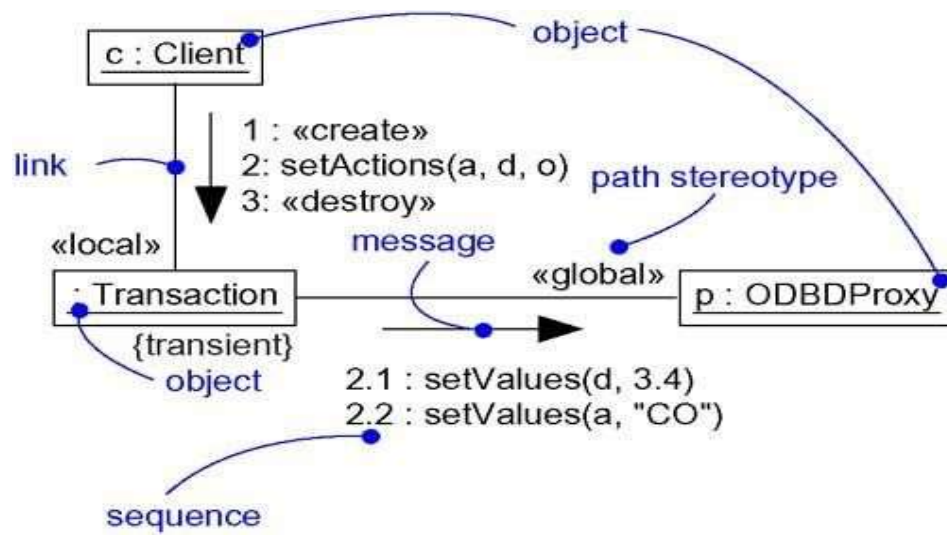 object
c : Client
1 : «create»
link
2: setActions(a, d, o)
path stereotype
3: «destroy»
message
«local»
«global»
: Transaction
p : ODBDProxy
{transient}
object
2.1 : setValues(d, 3.4)
2.2 : setValues(a, "CO")
sequence